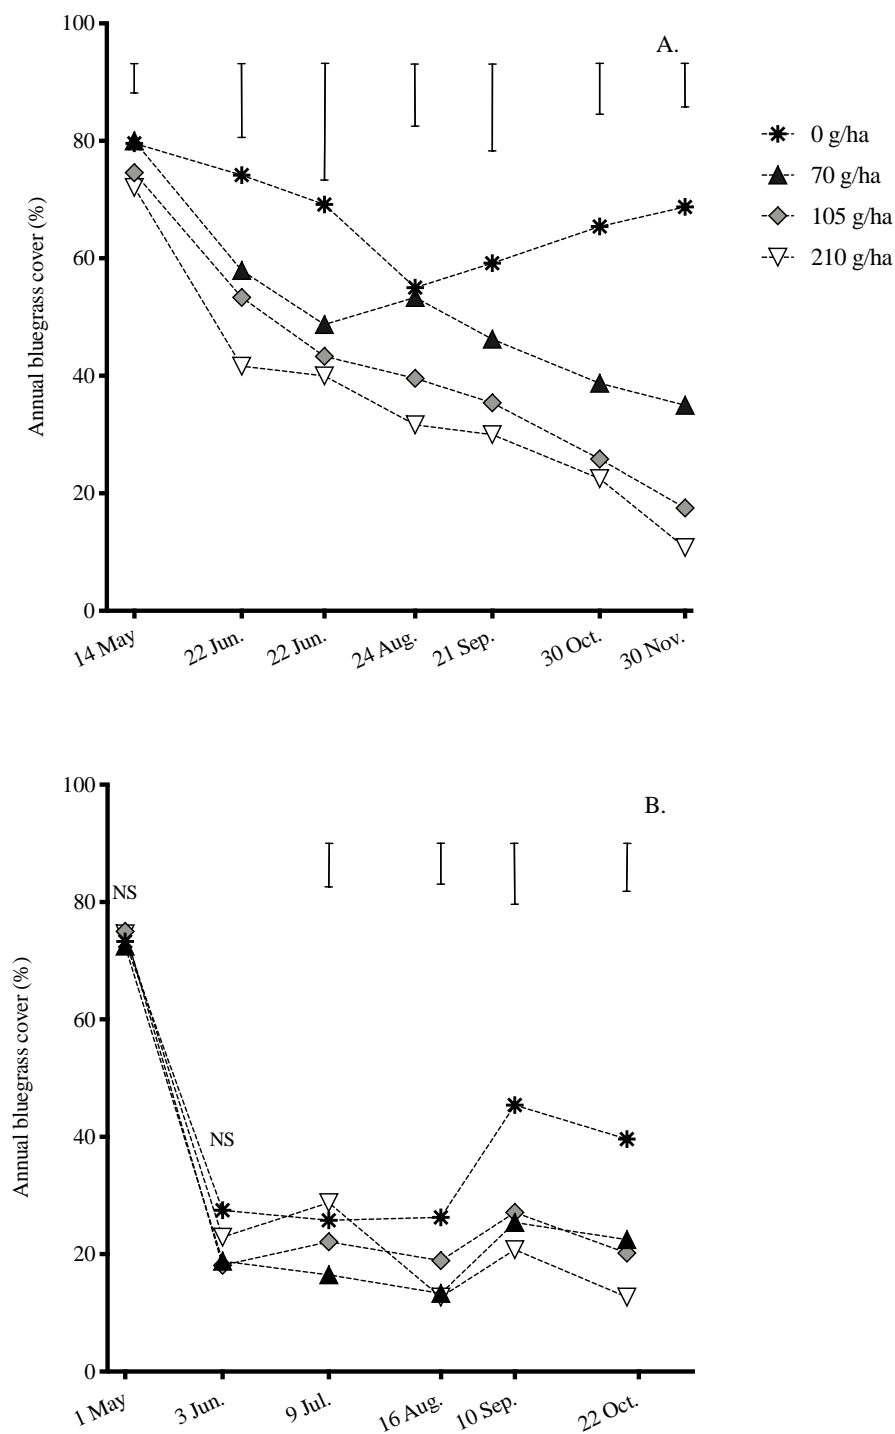 100
80
60
40
20
0
Annual bluegrass cover (%)
A.
14 May
22 Jun.
22 Jun.
24 Aug.
21 Sep.
30 Oct.
30 Nov.
0 g/ha
70 g/ha
105 g/ha
210 g/ha
100
80
60
40
20
0
Annual bluegrass cover (%)
B.
NS
NS
1 May
3 Jun.
9 Jul.
16 Aug.
10 Sep.
22 Oct.